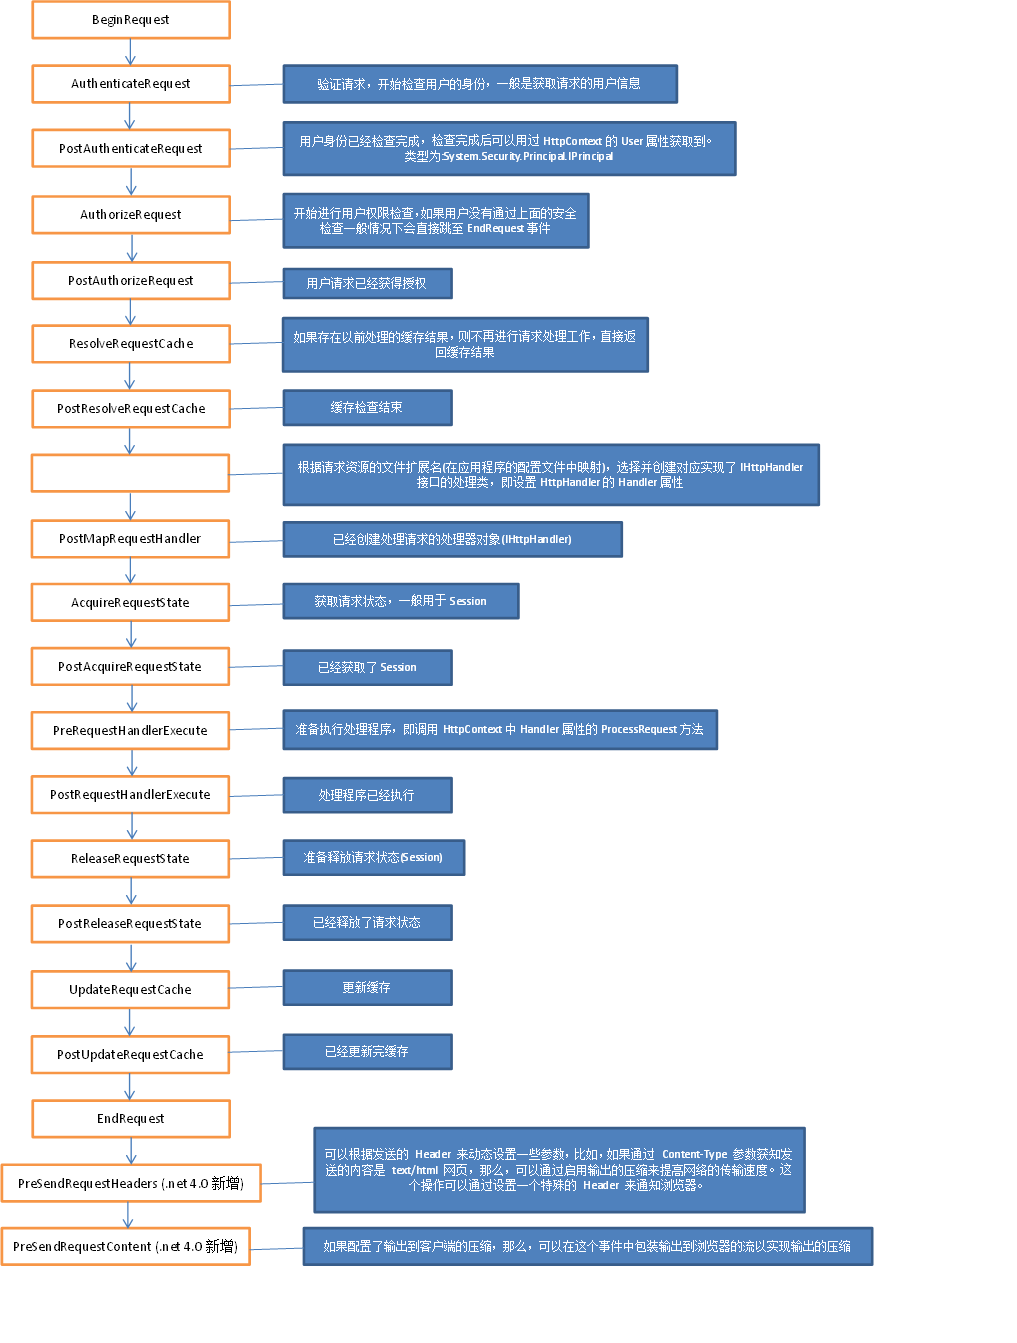 BeginRequest
AuthenticateRequest
验证请求，开始检查用户的身份，一般是获取请求的用户信息
PostAuthenticateRequest
用户身份已经检查完成，检查完成后可以用过 HttpContext 的 User 属性获取到。
类型为:System.Security.Principal.IPrincipal
AuthorizeRequest
开始进行用户权限检查，如果用户没有通过上面的安全
检查一般情况下会直接跳至 EndRequest 事件
PostAuthorizeRequest
用户请求已经获得授权
ResolveRequestCache
如果存在以前处理的缓存结果，则不再进行请求处理工作，直接返
回缓存结果
PostResolveRequestCache
缓存检查结束
根据请求资源的文件扩展名(在应用程序的配置文件中映射)，选择并创建对应实现了 IHttpHandler
接口的处理类，即设置 HttpHandler 的 Handler 属性
PostMapRequestHandler
已经创建处理请求的处理器对象(IHttpHandler)
AcquireRequestState
获取请求状态，一般用于 Session
PostAcquireRequestState
已经获取了 Session
PreRequestHandlerExecute
准备执行处理程序，即调用 HttpContext 中 Handler 属性的 ProcessRequest 方法
PostRequestHandlerExecute
处理程序已经执行
ReleaseRequestState
准备释放请求状态(Session)
PostReleaseRequestState
已经释放了请求状态
UpdateRequestCache
更新缓存
PostUpdateRequestCache
已经更新完缓存
EndRequest
可以根据发送的 Header 来动态设置一些参数，比如，如果通过 Content-Type 参数获知发
送的内容是 text/html 网页，那么，可以通过启用输出的压缩来提高网络的传输速度。这
个操作可以通过设置一个特殊的 Header 来通知浏览器。
PreSendRequestHeaders (.net 4.0 新增)
PreSendRequestContent (.net 4.0 新增)
如果配置了输出到客户端的压缩，那么，可以在这个事件中包装输出到浏览器的流以实现输出的压缩